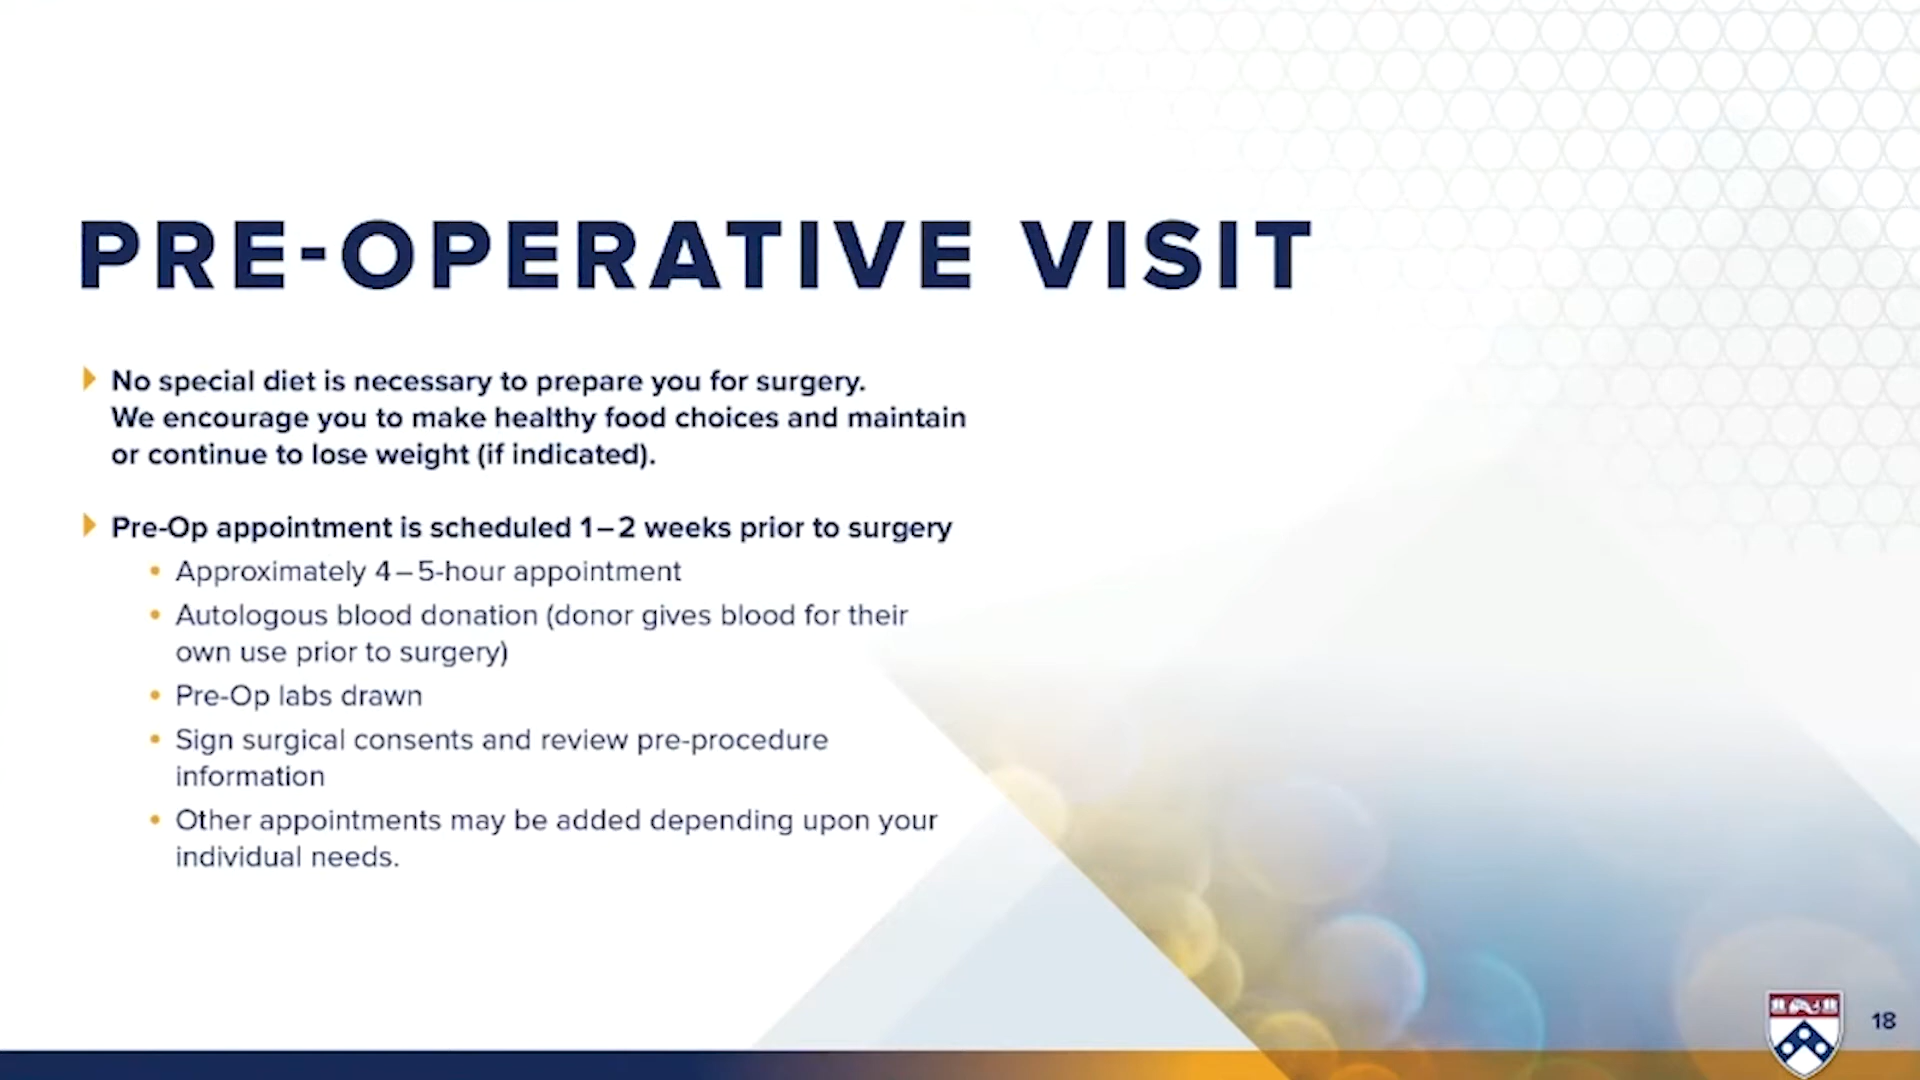 PRE-OPERATIVE VISIT
No special diet is necessary to prepare you for surgery.
We encourage you to make healthy food choices and maintain
or continue to lose weight (if indicated).
Pre-Op appointment is scheduled 1–2 weeks prior to surgery
• Approximately 4–5-hour appointment
• Autologous blood donation (donor gives blood for their
own use prior to surgery)
• Pre-Op labs drawn
• Sign surgical consents and review pre-procedure
information
• Other appointments may be added depending upon your
individual needs.
18